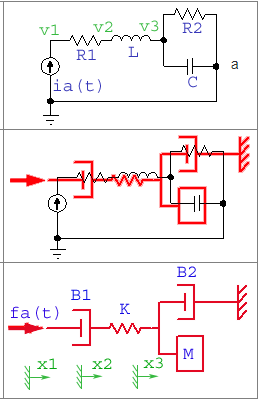 v1 v2 v3 R2
R1 L
C a
ia(t)
B2
fa(t) B1 K
M
x1 x2 x3